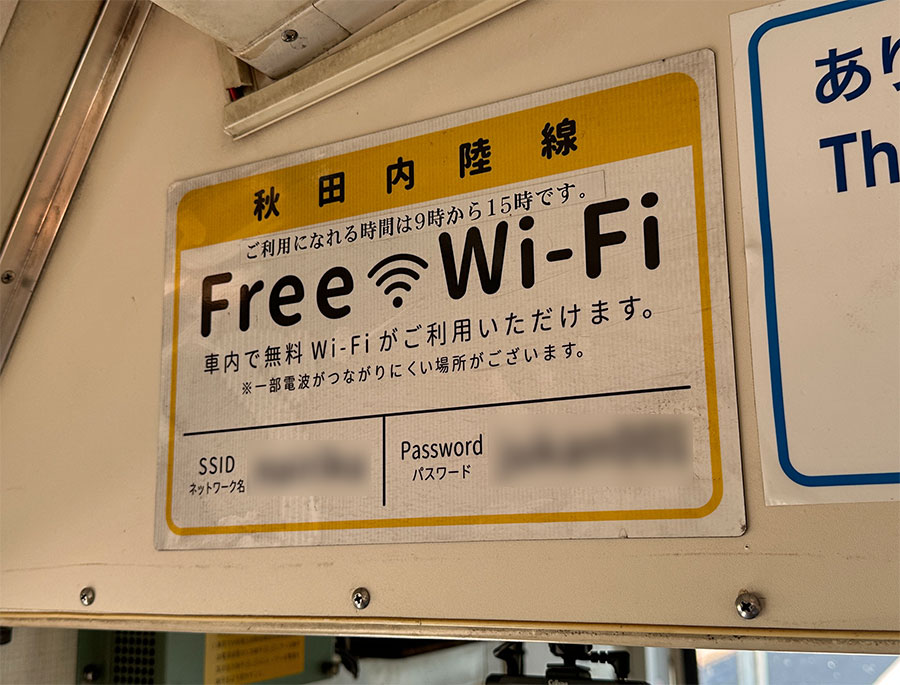 秋田内陸線
ご利用になれる時間は9時から15時です。
Free Wi-Fi
車内で無料Wi-Fiがご利用いただけます。
※一部電波がつながりにくい場所がございます。
SSID
ネットワーク名
Password
パスワード
あり
Th